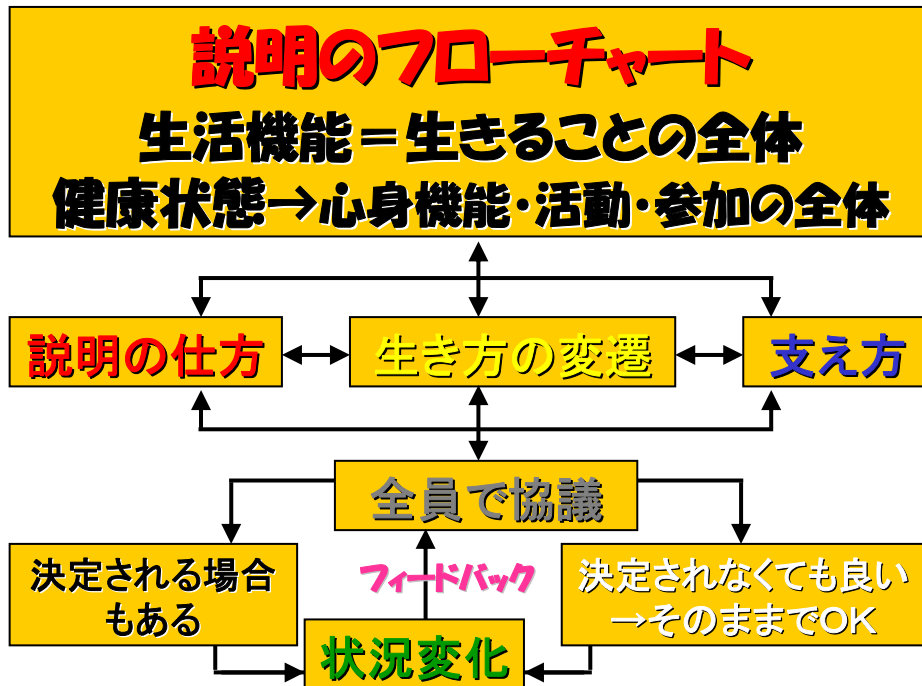 説明のフローチャート
生活機能=生きることの全体
健康状態→心身機能・活動・参加の全体
説明の仕方
生き方の変遷
支え方
全員で協議
決定される場合
もある
フィードバック
決定されなくても良い
→そのままでOK
状況変化